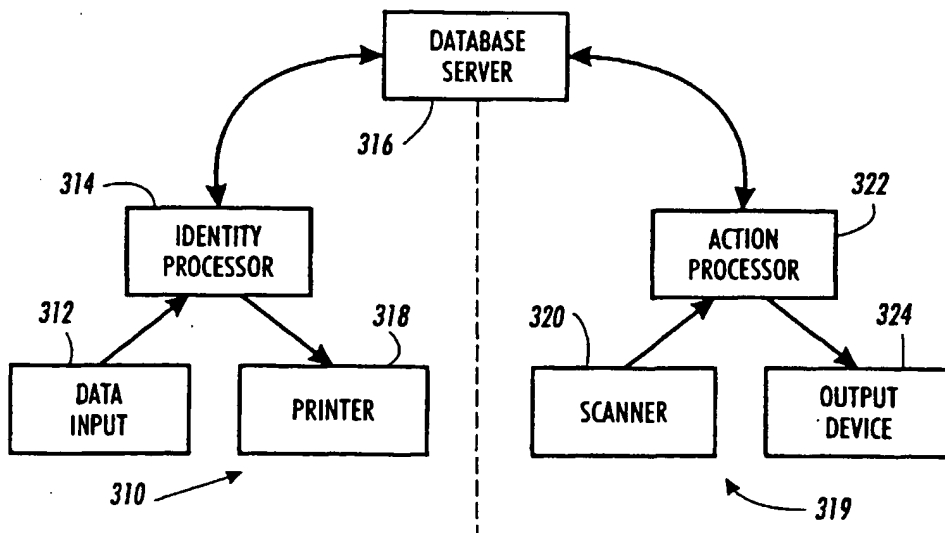 DATABASE
SERVER
316
314
322
IDENTITY
PROCESSOR
ACTION
PROCESSOR
312
318
320
324
DATA
INPUT
PRINTER
SCANNER
OUTPUT
DEVICE
310
319